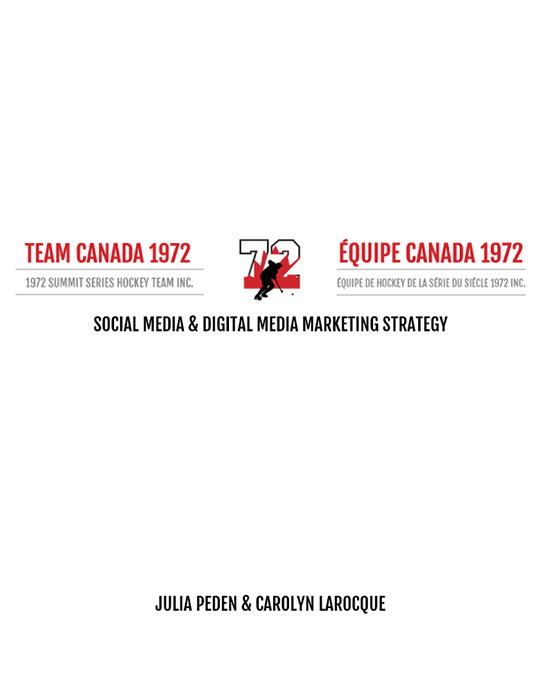 TEAM CANADA 1972
1972 SUMMIT SERIES HOCKEY TEAM INC.
72
ÉQUIPE CANADA 1972
ÉQUIPE DE HOCKEY DE LA SÉRIE DU SIÉCLE 1972 INC.
SOCIAL MEDIA & DIGITAL MEDIA MARKETING STRATEGY
JULIA PEDEN & CAROLYN LAROCQUE